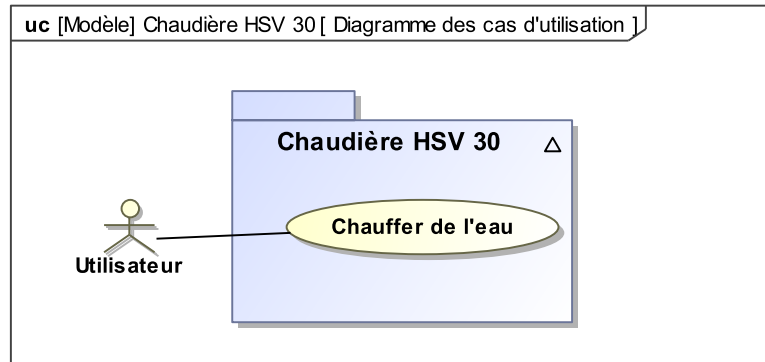 uc [Modèle] Chaudière HSV 30 [ Diagramme des cas d'utilisation ]
Chaudière HSV 30
Chauffer de l'eau
Utilisateur